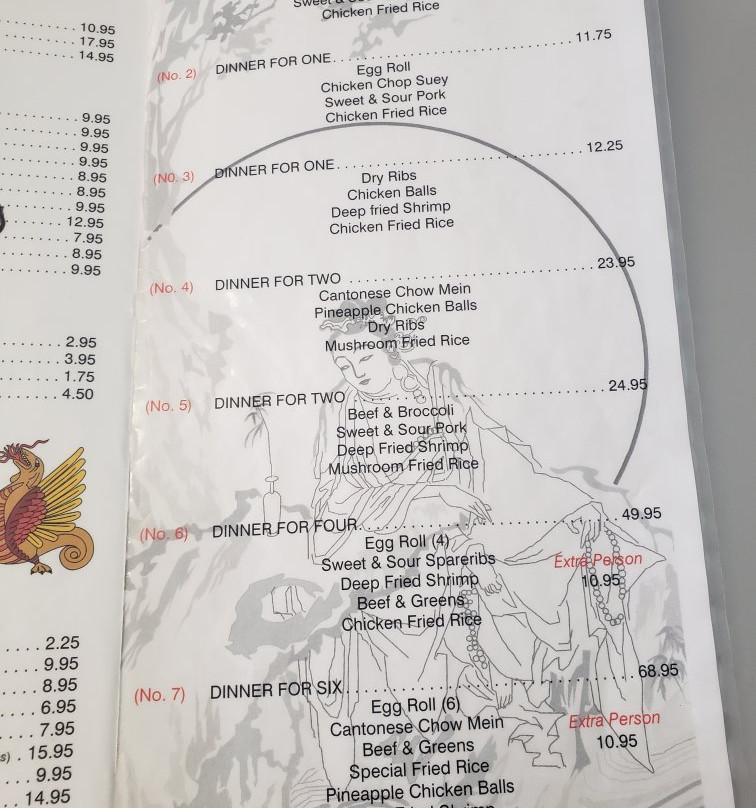 10.95
17.95
14.95
9.95
9.95
9.95
9.95
8.95
8.95
9.95
12.95
7.95
8.95
9.95
2.95
3.95
1.75
4.50
2.25
9.95
8.95
6.95
7.95
s) . 15.95
9.95
14.95
Sweet &
Chicken Fried Rice
(No. 2) DINNER FOR ONE 11.75
Egg Roll
Chicken Chop Suey
Sweet & Sour Pork
Chicken Fried Rice
(N0. 3) DINNER FOR ONE 12.25
Dry Ribs
Chicken Balls
Deep fried Shrimp
Chicken Fried Rice
(No. 4) DINNER FOR TWO 23.95
Cantonese Chow Mein
Pineapple Chicken Balls
Dry Ribs
Mushroom Fried Rice
(No. 5) DINNER FOR TWO 24.95
Beef & Broccoli
Sweet & Sour Pork
Deep Fried Shrimp
Mushroom Fried Rice
(No. 6) DINNER FOR FOUR 49.95
Egg Roll (4)
Sweet & Sour Spareribs Extra Person
Deep Fried Shrimp 10.95
Beef & Greens
Chicken Fried Rice
(No. 7) DINNER FOR SIX 68.95
Egg Roll (6)
Cantonese Chow Mein Extra Person
Beef & Greens 10.95
Special Fried Rice
Pineapple Chicken Balls